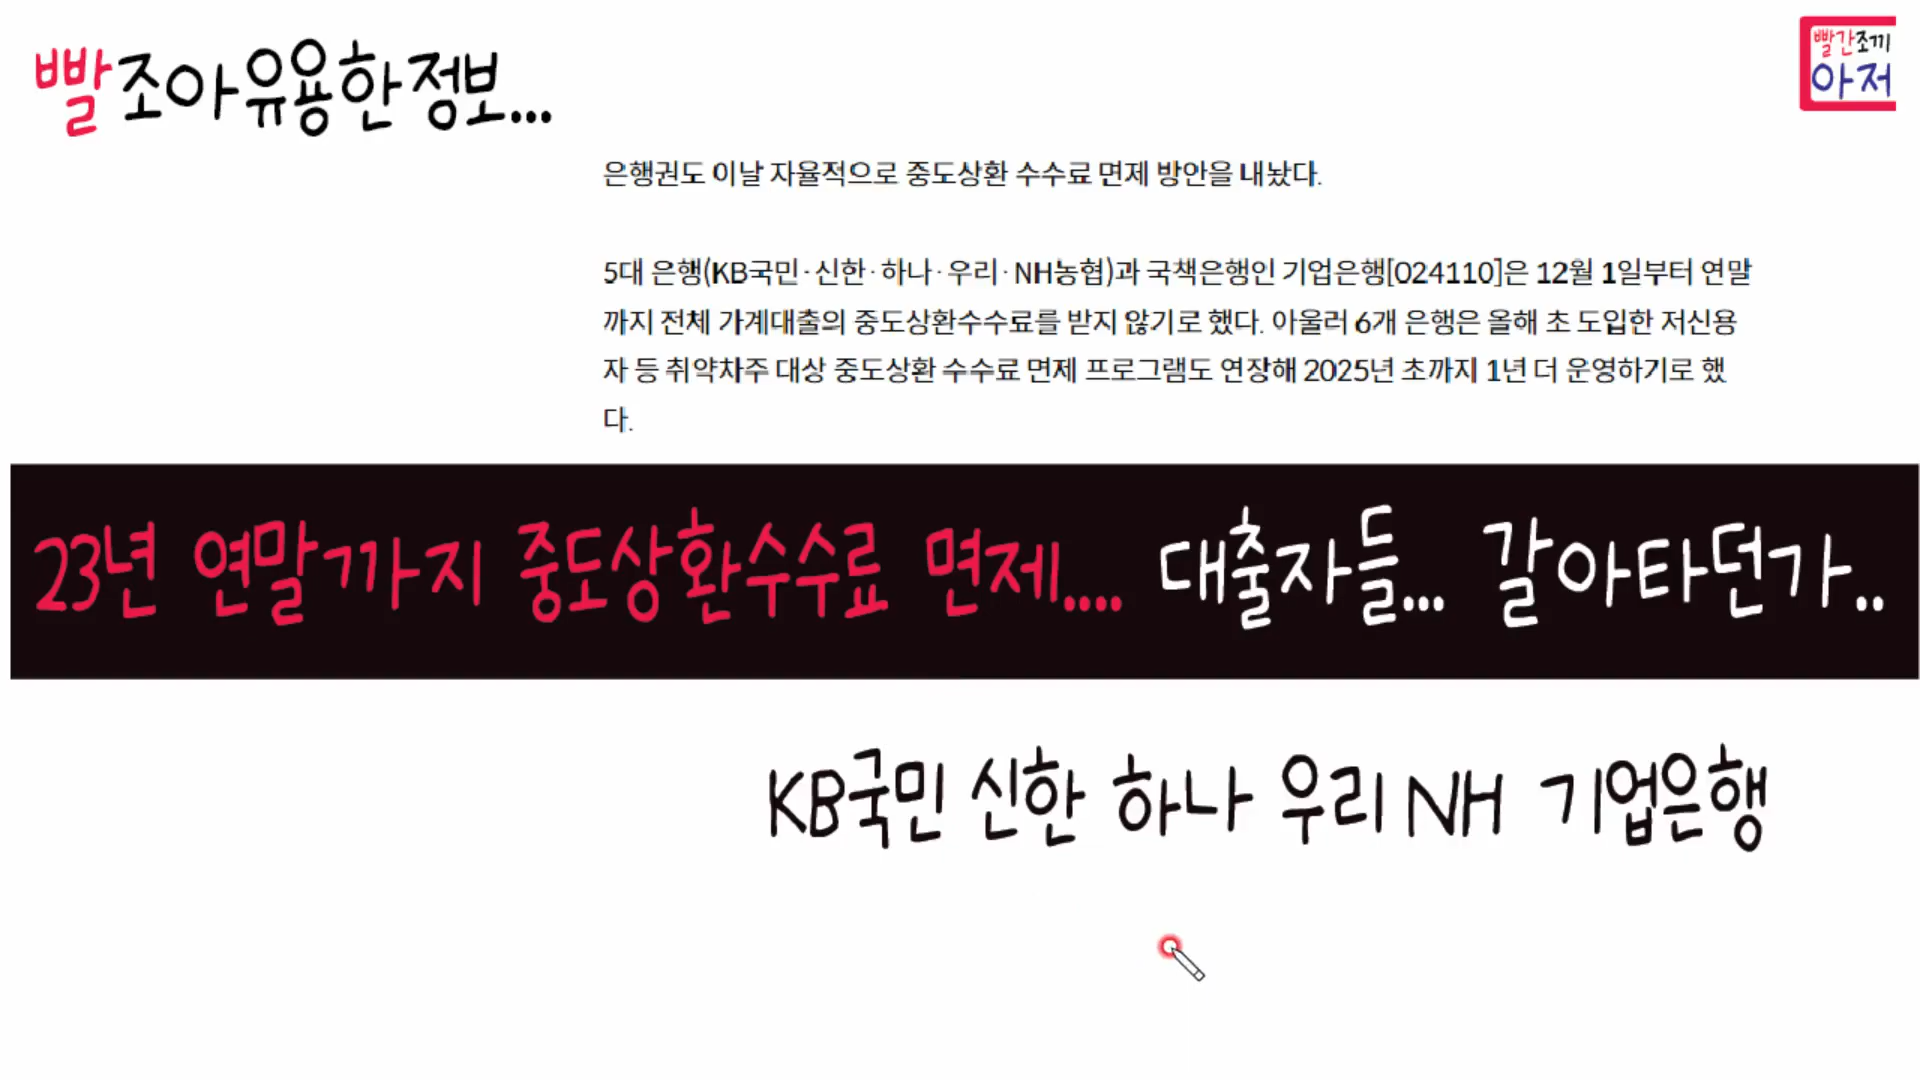 빨조아유용한정보...
빨간조끼
아저
은행권도 이날 자율적으로 중도상환 수수료 면제 방안을 내놨다.
5대 은행(KB국민·신한·하나·우리·NH농협)과 국책은행인 기업은행[024110]은 12월 1일부터 연말
까지 전체 가계대출의 중도상환수수료를 받지 않기로 했다. 아울러 6개 은행은 올해 초 도입한 저신용
자 등 취약차주 대상 중도상환 수수료 면제 프로그램도 연장해 2025년 초까지 1년 더 운영하기로 했
다.
23년 연말까지 중도상환수수료 면제.... 대출자들... 갈아타던가..
KB국민 신한 하나 우리 NH 기업은행